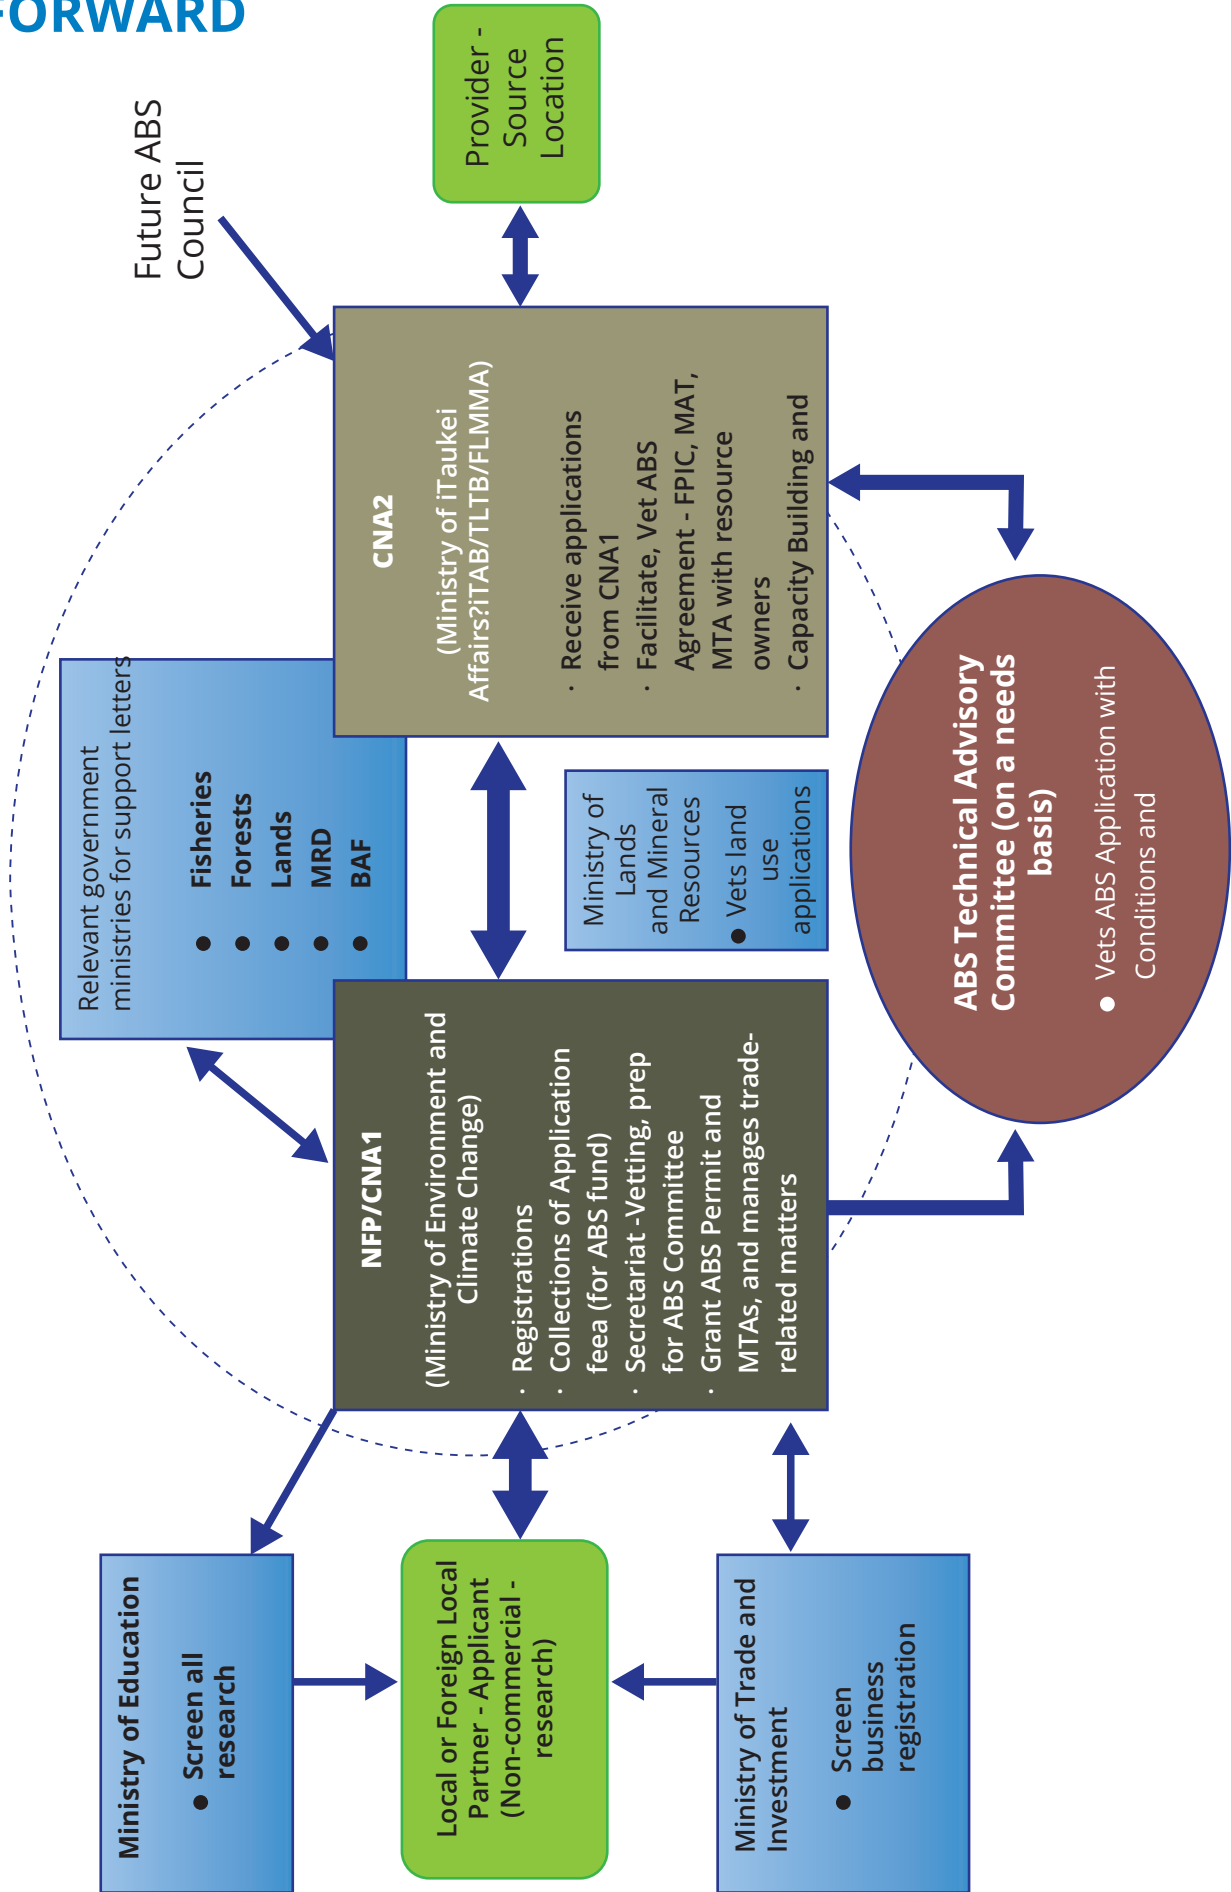 FORWARD
Future ABS
Council
Ministry of Education
● Screen all
research
Local or Foreign Local
Partner - Applicant
(Non-commercial -
research)
Ministry of Trade and
Investment
● Screen
business
registration
NFP/CNA1
(Ministry of Environment and
Climate Change)
· Registrations
· Collections of Application
feea (for ABS fund)
· Secretariat -Vetting, prep
for ABS Committee
· Grant ABS Permit and
MTAs, and manages trade-
related matters
Relevant government
ministries for support letters
● Fisheries
● Forests
● Lands
● MRD
● BAF
Ministry of
Lands
and Mineral
Resources
● Vets land
use
applications
CNA2
(Ministry of iTaukei
Affairs?iTAB/TLTB/FLMMA)
· Receive applications
from CNA1
· Facilitate, Vet ABS
Agreement - FPIC, MAT,
MTA with resource
owners
· Capacity Building and
Provider -
Source
Location
ABS Technical Advisory
Committee (on a needs
basis)
● Vets ABS Application with
Conditions and